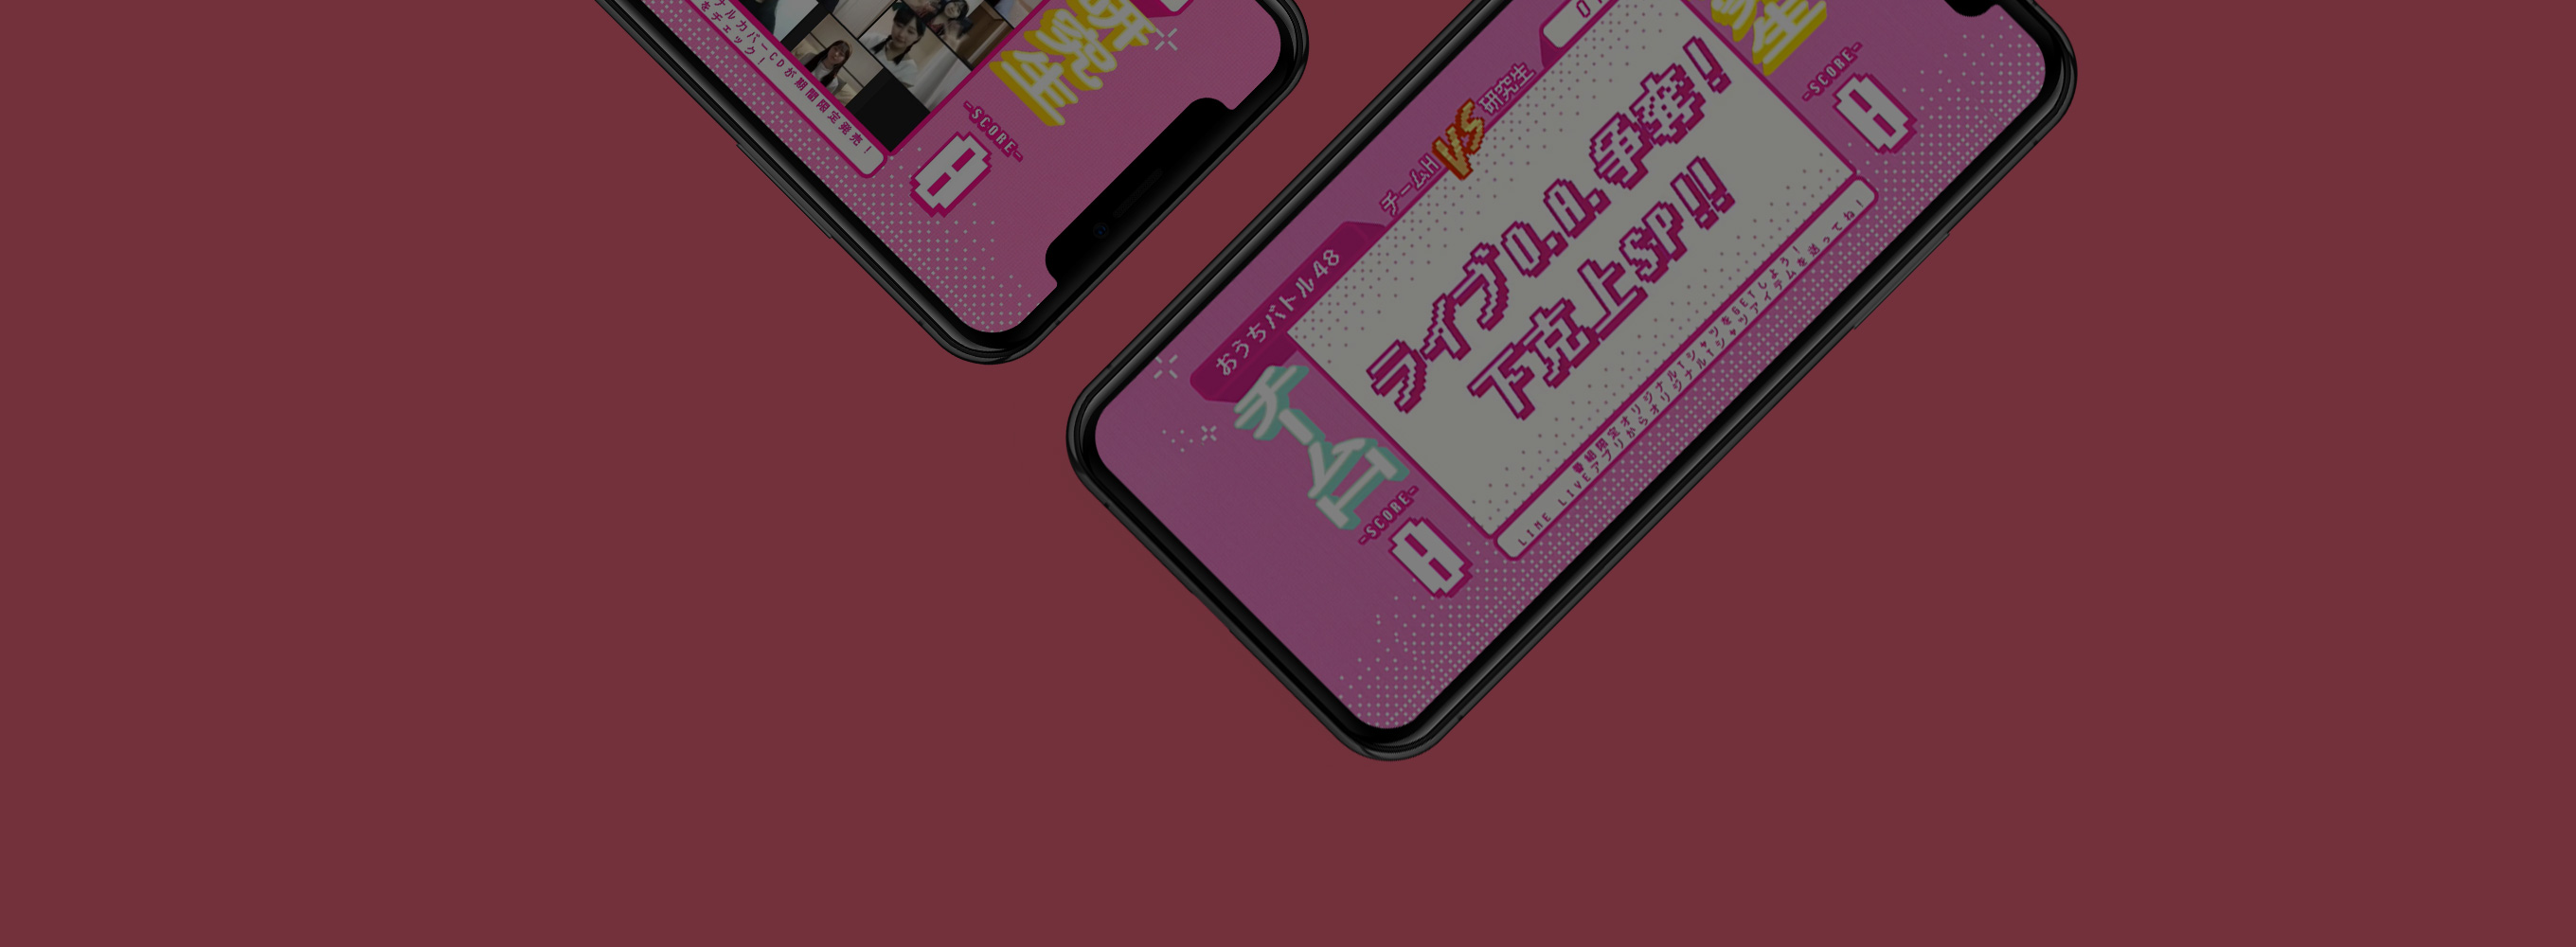 ナルカバーCDが期間限定発売！
をチェック！
研究生
-SCORE-
0
おうちバトル48
チームH VS 研究生
ライブO.A.争奪！
下克上SP!!
チームH
-SCORE-
0
究生
-SCORE-
0
番組限定オリジナルTシャツをGETしよう！
LINE LIVEアプリからオリジナルTシャツアイテムを送ってね！